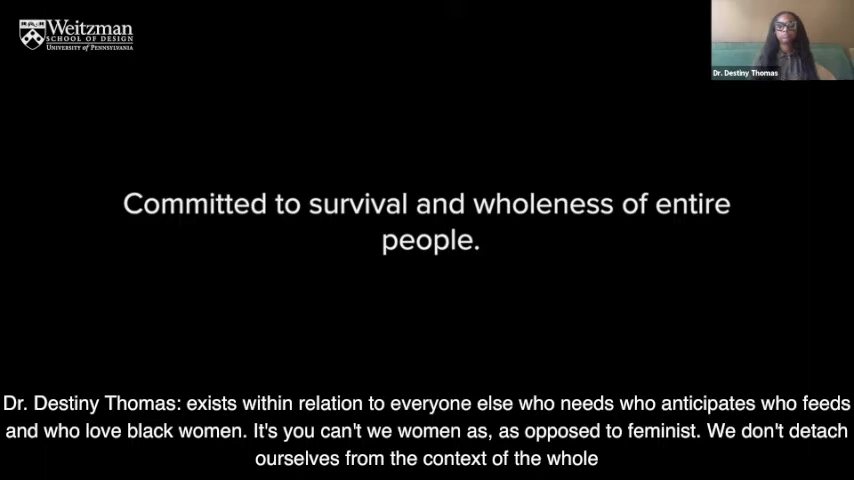 Weitzman
SCHOOL OF DESIGN
UNIVERSITY OF PENNSYLVANIA
Dr. Destiny Thomas
Committed to survival and wholeness of entire
people.
Dr. Destiny Thomas: exists within relation to everyone else who needs who anticipates who feeds
and who love black women. It's you can't we women as, as opposed to feminist. We don't detach
ourselves from the context of the whole